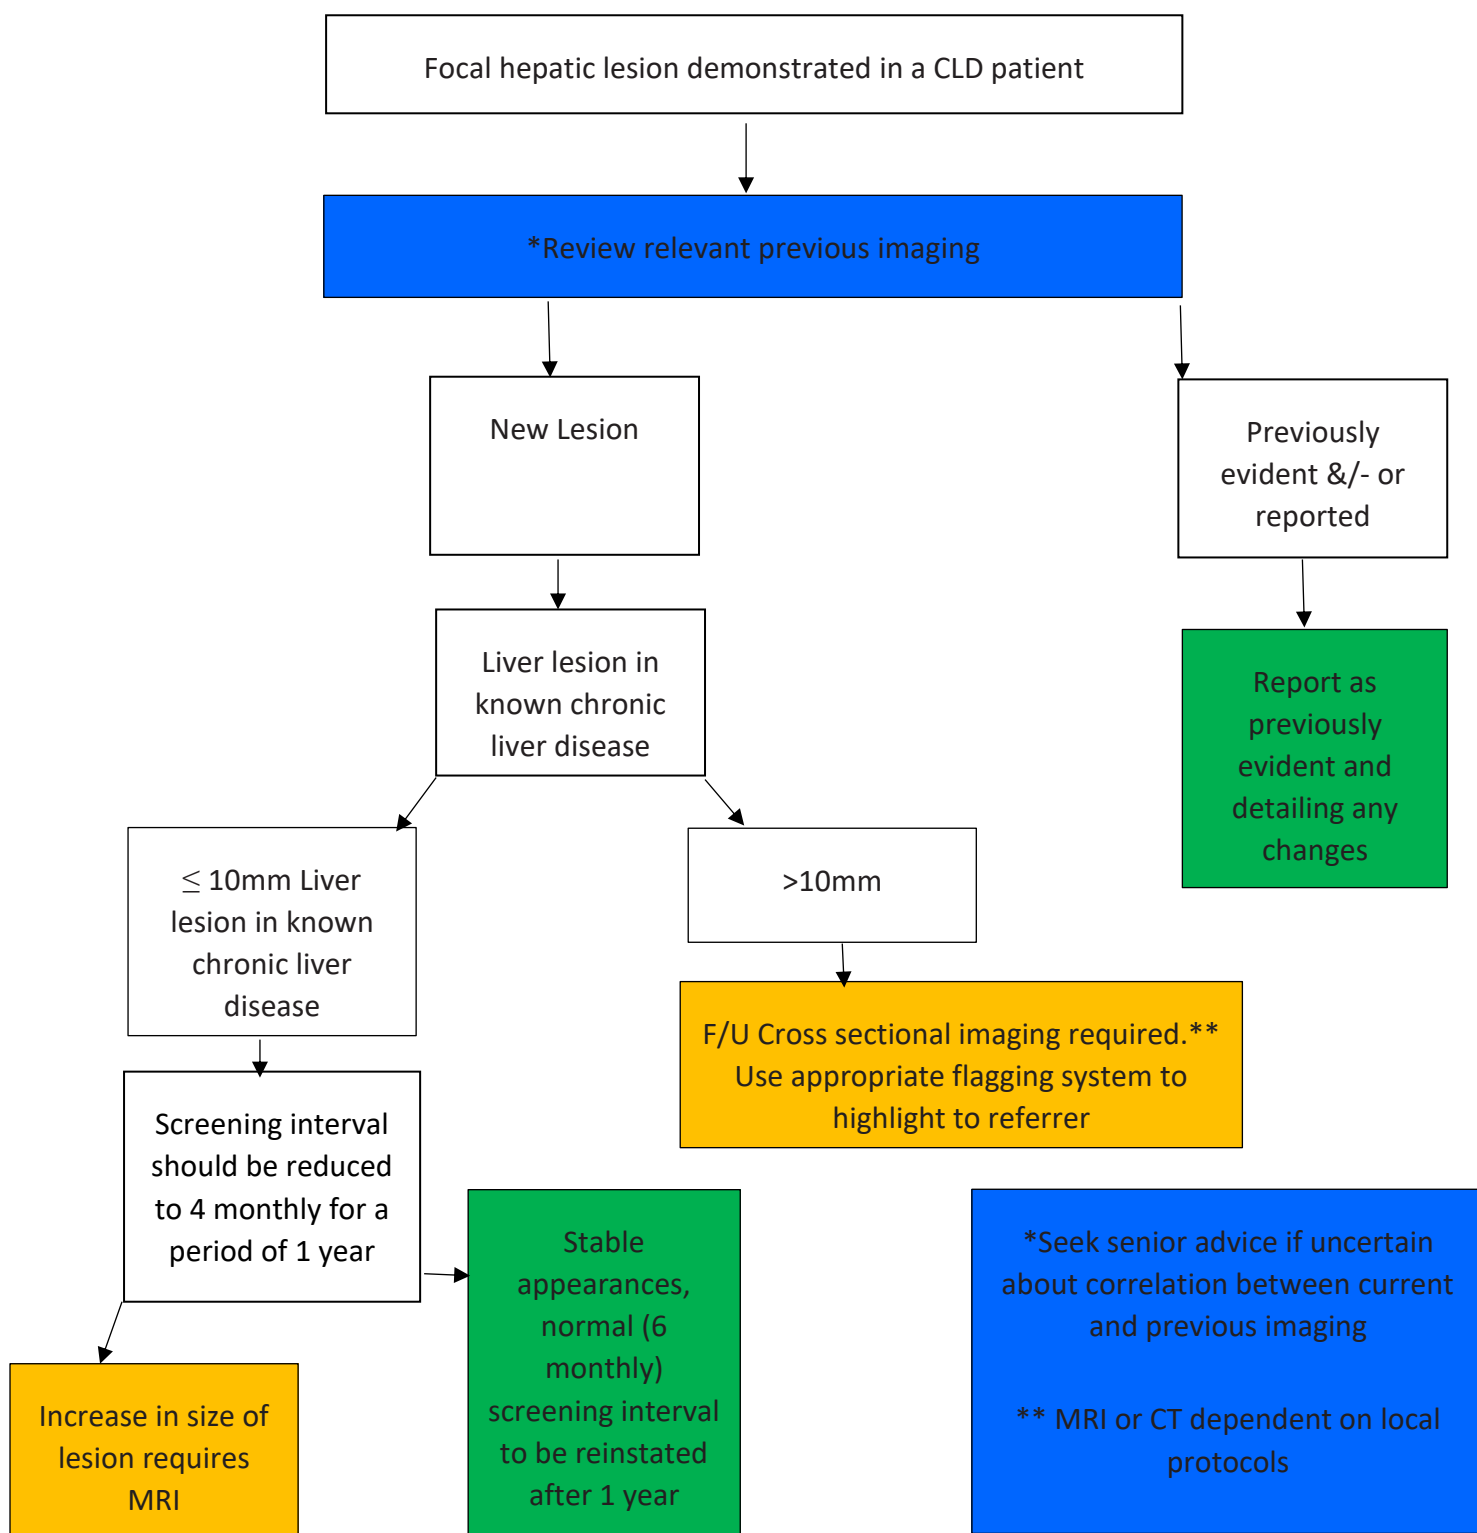 Focal hepatic lesion demonstrated in a CLD patient
*Review relevant previous imaging
New Lesion
Previously
evident &/- or
reported
Liver lesion in
known chronic
liver disease
Report as
previously
evident and
detailing any
changes
≤ 10mm Liver
lesion in known
chronic liver
disease
>10mm
F/U Cross sectional imaging required.**
Use appropriate flagging system to
highlight to referrer
Screening interval
should be reduced
to 4 monthly for a
period of 1 year
Stable
appearances,
normal (6
monthly)
screening interval
to be reinstated
after 1 year
Increase in size of
lesion requires
MRI
*Seek senior advice if uncertain
about correlation between current
and previous imaging
** MRI or CT dependent on local
protocols